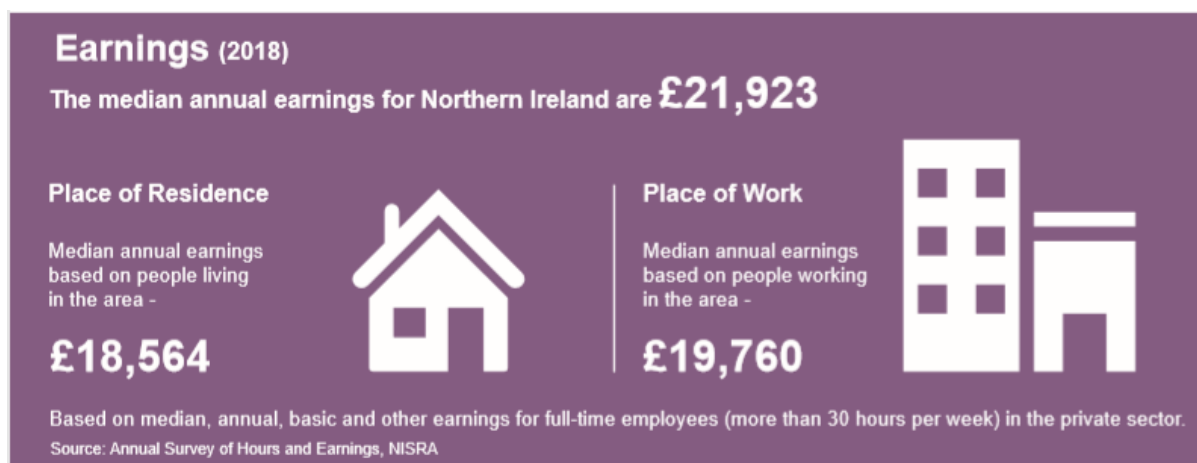 Earnings (2018)
The median annual earnings for Northern Ireland are £21,923
Place of Residence
Median annual earnings
based on people living
in the area -
£18,564
Place of Work
Median annual earnings
based on people working
in the area -
£19,760
Based on median, annual, basic and other earnings for full-time employees (more than 30 hours per week) in the private sector.
Source: Annual Survey of Hours and Earnings, NISRA